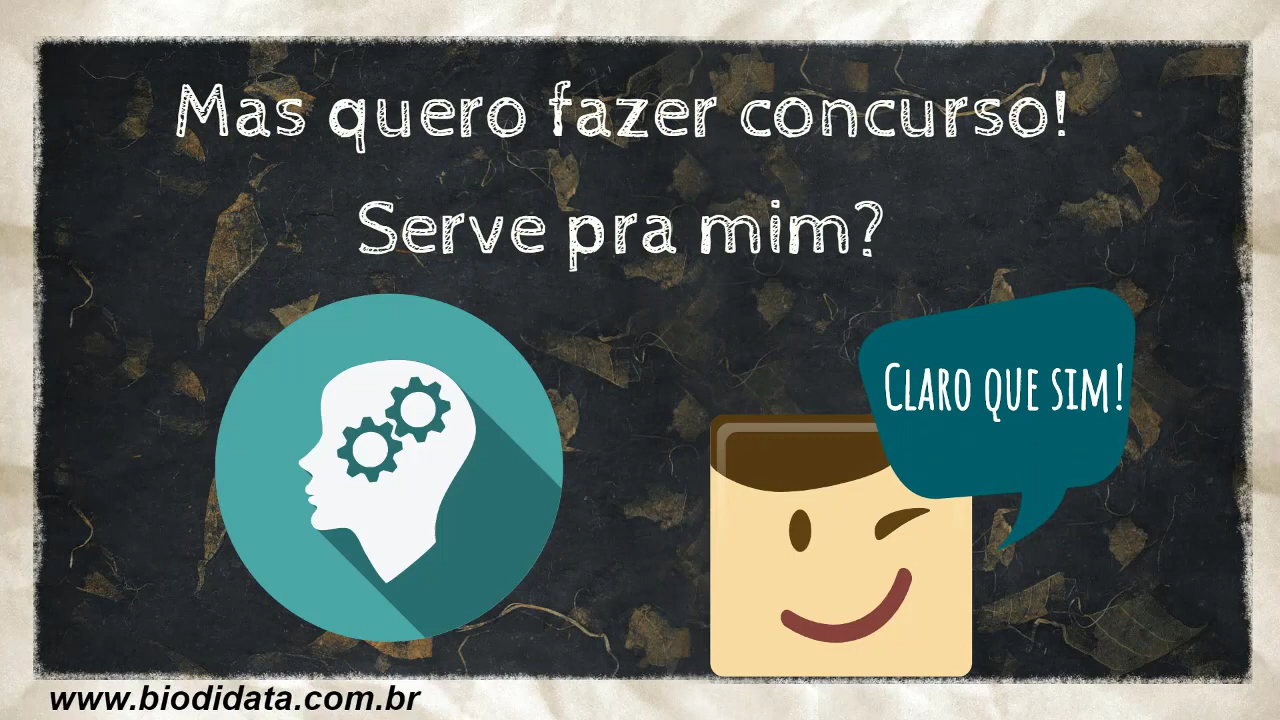 Mas quero fazer concurso!
Serve pra mim?
Claro que sim!
www.biodidata.com.br